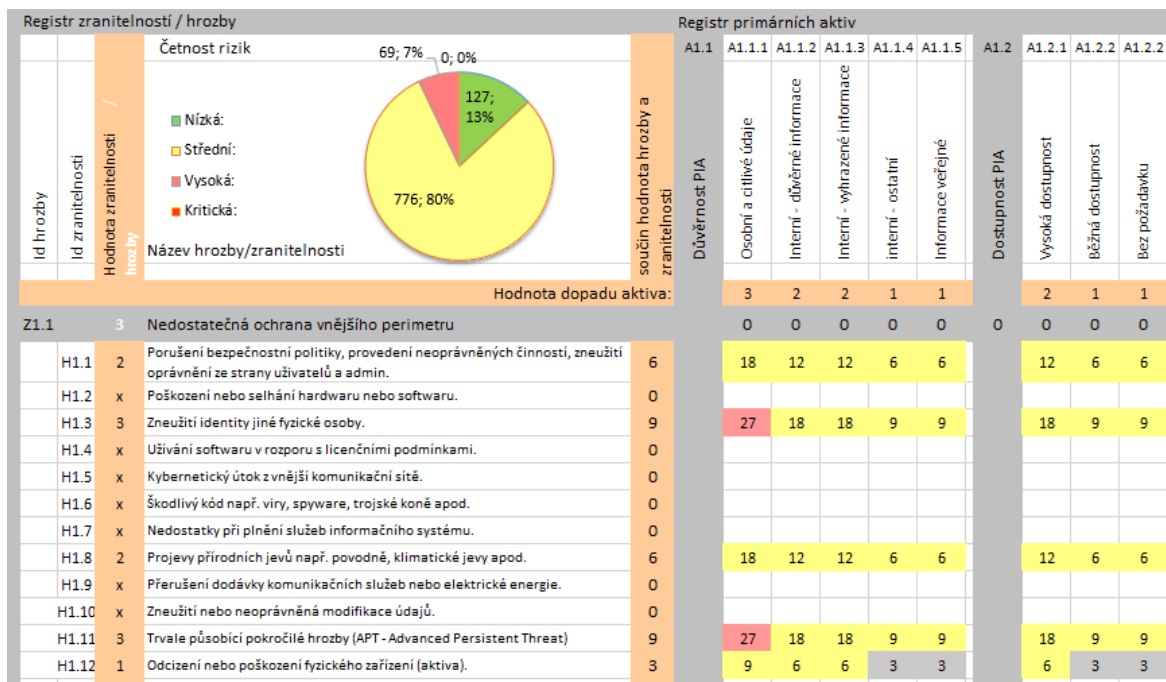 Registr zranitelností / hrozby Registr primárních aktiv
Četnost rizik A1.1 A1.1.1 A1.1.2 A1.1.3 A1.1.4 A1.1.5 A1.2 A1.2.1 A1.2.2 A1.2.2
69; 7% 0; 0%
127; 13%
776; 80%
Nízká:
Střední:
Vysoká:
Kritická:
Id hrozby
Id zranitelnosti
Hodnota zranitelnosti / hrozby
Název hrozby/zranitelnosti
součin hodnota hrozby a zranitelnosti
Důvěrnost PIA
Osobní a citlivé údaje
Interní - důvěrné informace
Interní - vyhrazené informace
interní - ostatní
Informace veřejné
Dostupnost PIA
Vysoká dostupnost
Běžná dostupnost
Bez požadavku
Hodnota dopadu aktiva: 3 2 2 1 1 2 1 1
Z1.1 3 Nedostatečná ochrana vnějšího perimetru 0 0 0 0 0 0 0 0 0
H1.1 2 Porušení bezpečnostní politiky, provedení neoprávněných činností, zneužití
oprávnění ze strany uživatelů a admin. 6 18 12 12 6 6 12 6 6
H1.2 x Poškození nebo selhání hardwaru nebo softwaru. 0
H1.3 3 Zneužití identity jiné fyzické osoby. 9 27 18 18 9 9 18 9 9
H1.4 x Užívání softwaru v rozporu s licenčními podmínkami. 0
H1.5 x Kybernetický útok z vnější komunikační sítě. 0
H1.6 x Škodlivý kód např. viry, spyware, trojské koně apod. 0
H1.7 x Nedostatky při plnění služeb informačního systému. 0
H1.8 2 Projevy přírodních jevů např. povodně, klimatické jevy apod. 6 18 12 12 6 6 12 6 6
H1.9 x Přerušení dodávky komunikačních služeb nebo elektrické energie. 0
H1.10 x Zneužití nebo neoprávněná modifikace údajů. 0
H1.11 3 Trvale působící pokročilé hrozby (APT - Advanced Persistent Threat) 9 27 18 18 9 9 18 9 9
H1.12 1 Odcizení nebo poškození fyzického zařízení (aktiva). 3 9 6 6 3 3 6 3 3